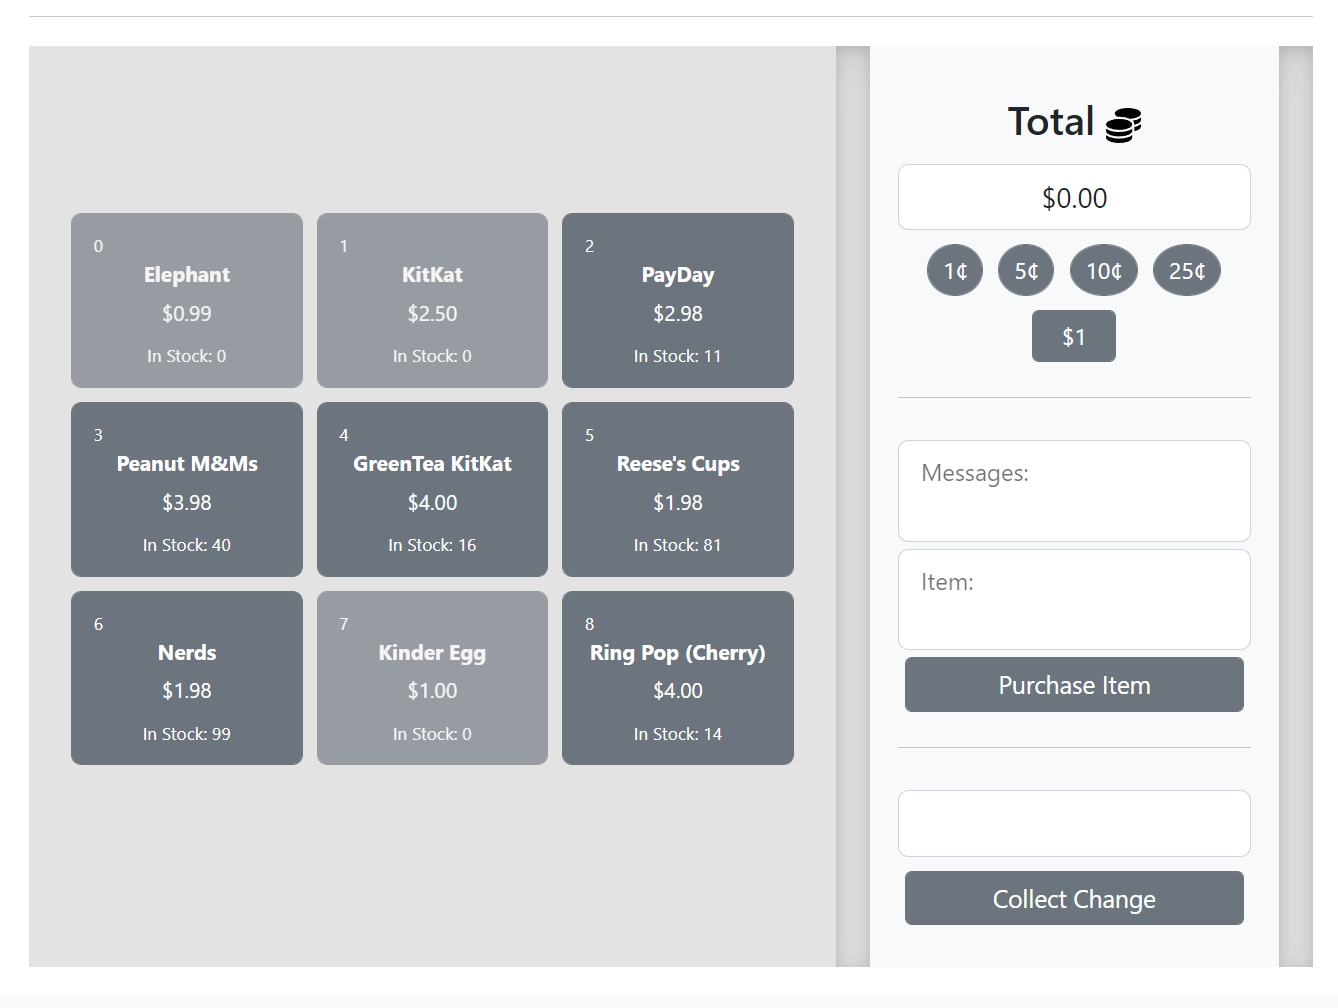 0
Elephant
$0.99
In Stock: 0
1
KitKat
$2.50
In Stock: 0
2
PayDay
$2.98
In Stock: 11
3
Peanut M&Ms
$3.98
In Stock: 40
4
GreenTea KitKat
$4.00
In Stock: 16
5
Reese's Cups
$1.98
In Stock: 81
6
Nerds
$1.98
In Stock: 99
7
Kinder Egg
$1.00
In Stock: 0
8
Ring Pop (Cherry)
$4.00
In Stock: 14
Total
$0.00
1¢ 5¢ 10¢ 25¢
$1
Messages:
Item:
Purchase Item
Collect Change